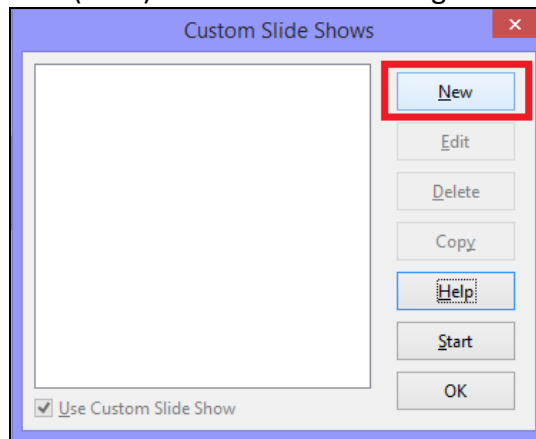 Custom Slide Shows
New
Edit
Delete
Copy
Help
Start
OK
Use Custom Slide Show